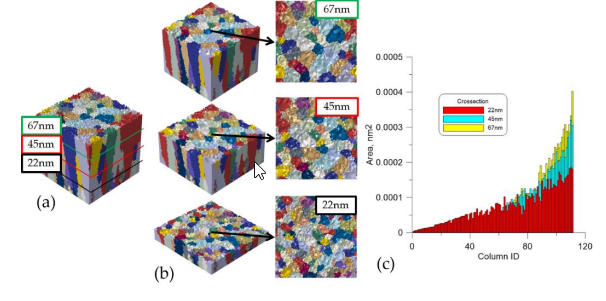 67nm
45nm
22nm
(a)
67nm
45nm
22nm
(b)
0.0005
0.0004
0.0003
0.0002
0.0001
0
Area, nm2
Crossection
22nm
45nm
67nm
0
40
80
120
Column ID
(c)